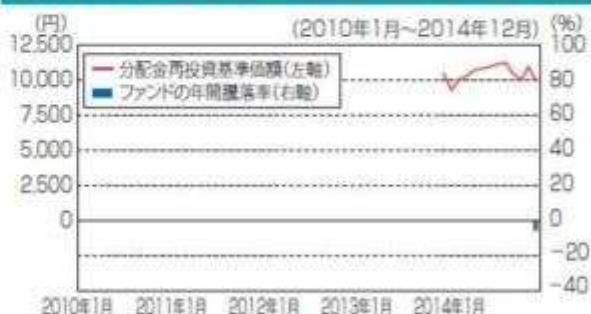 (円) (2010年1月～2014年12月) (%)
12,500 100
分配金再投資基準価額(左軸)
10,000 80
ファンドの年間騰落率(右軸)
7,500 60
5,000 40
2,500 20
0 0
-20
-40
2010年1月 2011年1月 2012年1月 2013年1月 2014年1月